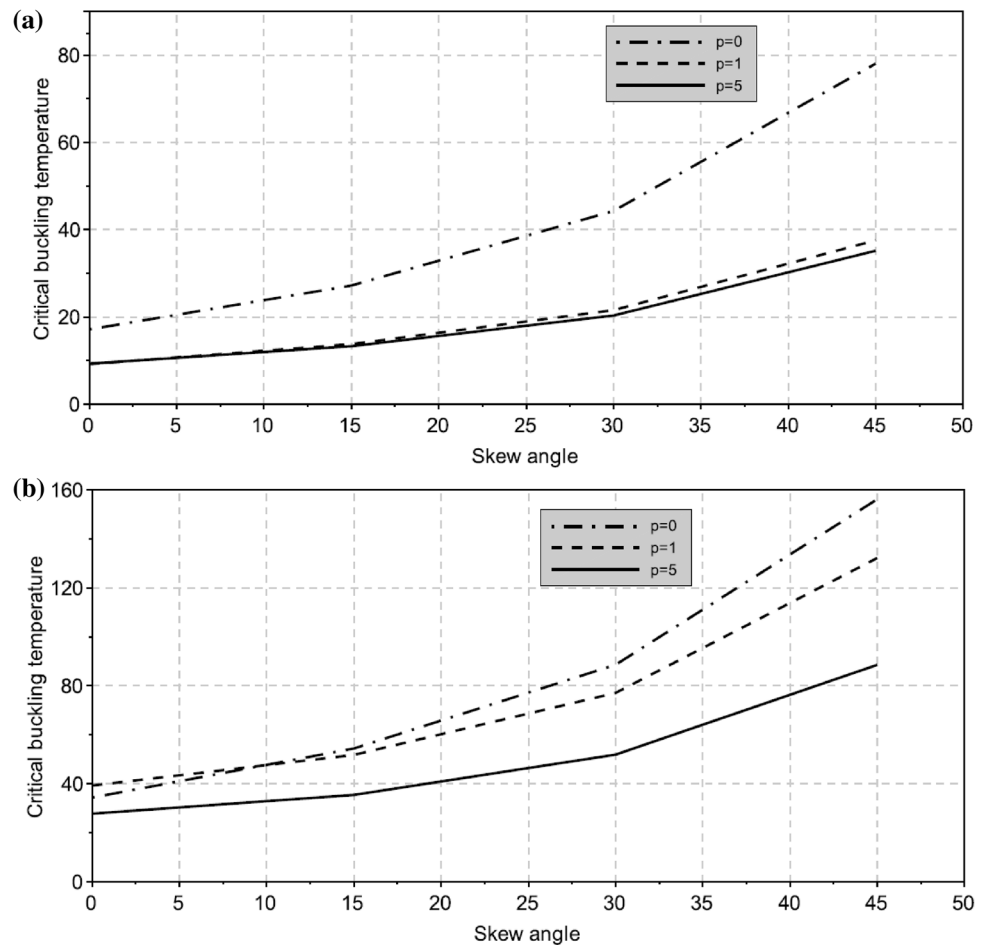 (a)
80
60
40
20
0
Critical buckling temperature
p=0
p=1
p=5
0 5 10 15 20 25 30 35 40 45 50
Skew angle
(b)
160
120
80
40
0
Critical buckling temperature
p=0
p=1
p=5
0 5 10 15 20 25 30 35 40 45 50
Skew angle